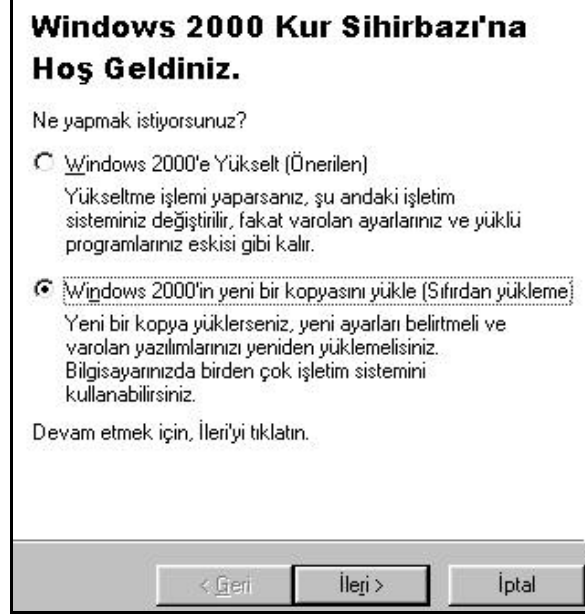 Windows 2000 Kur Sihirbazı'na
Hoş Geldiniz.
Ne yapmak istiyorsunuz?
Windows 2000'e Yükselt (Önerilen)
Yükseltme işlemi yaparsanız, şu andaki işletim
sisteminiz değiştirilir, fakat varolan ayarlarınız ve yüklü
programlarınız eskisi gibi kalır.
Windows 2000'in yeni bir kopyasını yükle (Sıfırdan yükleme)
Yeni bir kopya yüklerseniz, yeni ayarları belirtmeli ve
varolan yazılımlarınızı yeniden yüklemelisiniz.
Bilgisayarınızda birden çok işletim sistemini
kullanabilirsiniz.
Devam etmek için, İleri'yi tıklatın.
< Geri İleri > İptal